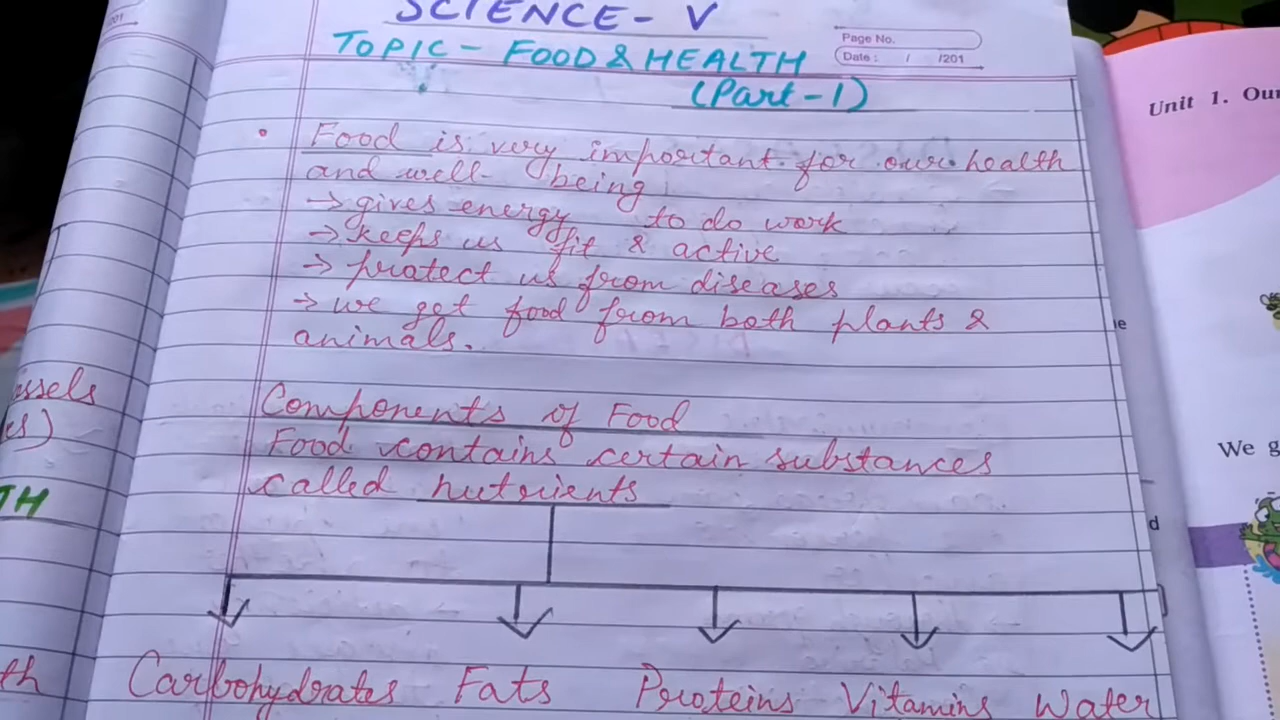 SCIENCE - V
TOPIC - FOOD & HEALTH
(Part - 1)
Page No.
Date : / /201
• Food is very important for our health
and well-being
→ gives energy to do work
→ keeps us fit & active
→ protect us from diseases
→ we get food from both plants &
animals.
Components of Food
Food contains certain substances
called nutrients
Carbohydrates Fats Proteins Vitamins Water
TH
th
Unit 1. Our
We g
e
d